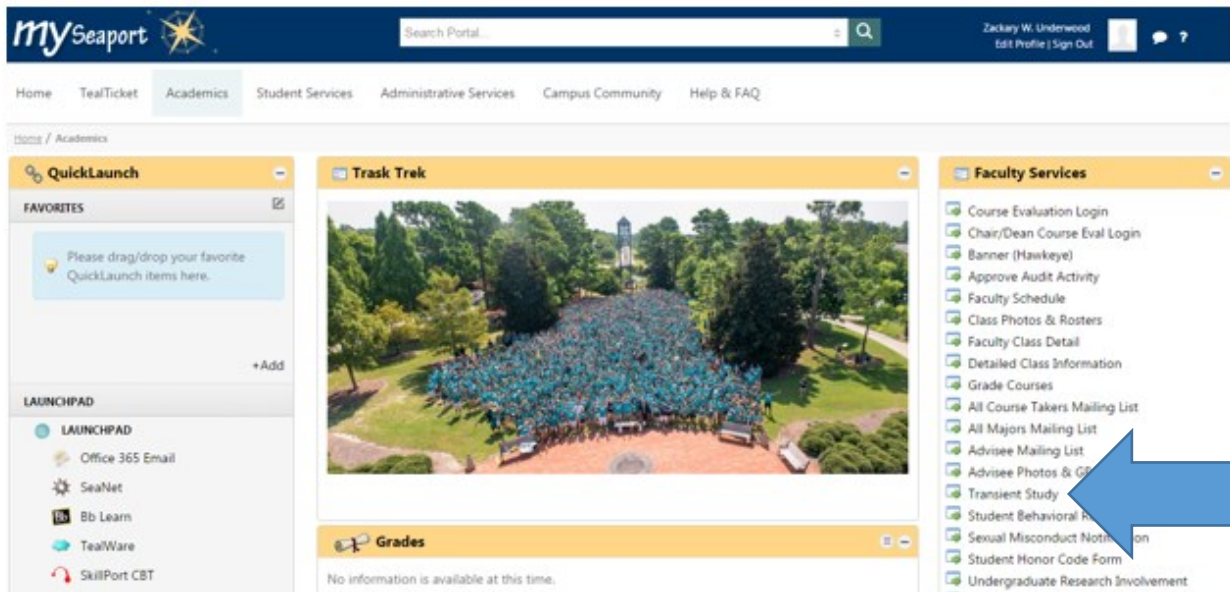 my Seaport
Search Portal...
Zackary W. Underwood
Edit Profile | Sign Out
?
Home TealTicket Academics Student Services Administrative Services Campus Community Help & FAQ
Home / Academics
QuickLaunch
FAVORITES
Please drag/drop your favorite
QuickLaunch items here.
+Add
LAUNCHPAD
LAUNCHPAD
Office 365 Email
SeaNet
Bb Bb Learn
TealWare
SkillPort CBT
Trask Trek
Grades
No information is available at this time.
Faculty Services
Course Evaluation Login
Chair/Dean Course Eval Login
Banner (Hawkeye)
Approve Audit Activity
Faculty Schedule
Class Photos & Rosters
Faculty Class Detail
Detailed Class Information
Grade Courses
All Course Takers Mailing List
All Majors Mailing List
Advisee Mailing List
Advisee Photos &
Transient Study
Student Behavioral
Sexual Misconduct
Student Honor Code Form
Undergraduate Research Involvement